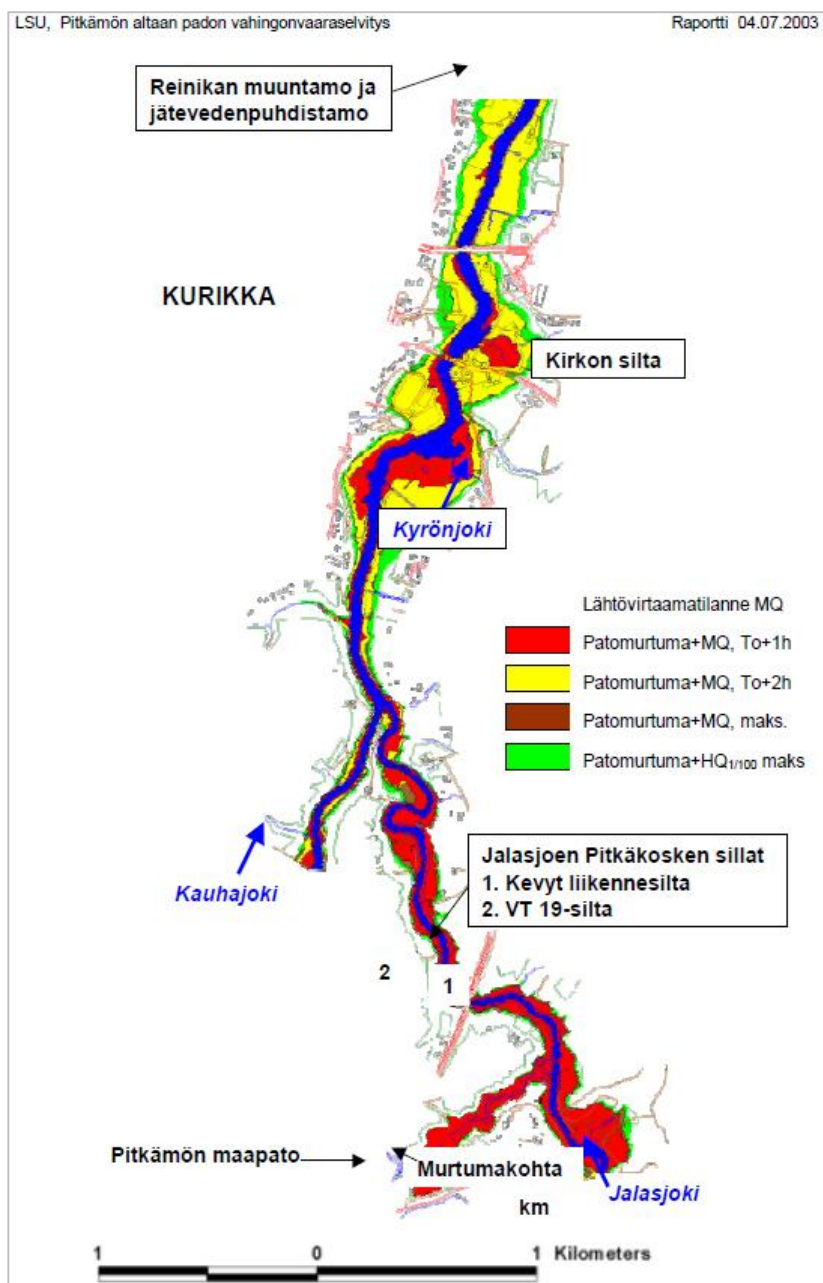 LSU, Pitkämön altaan padon vahingonvaaraselvitys
Raportti 04.07.2003
Reinikan muuntamo ja
jätevedenpuhdistamo
KURIKKA
Kirkon silta
Kyrönjoki
Lähtövirtaamatilanne MQ
Patomurtuma+MQ, To+1h
Patomurtuma+MQ, To+2h
Patomurtuma+MQ, maks.
Patomurtuma+HQ1/100 maks
Kauhajoki
Jalasjoen Pitkäkosken sillat
1. Kevyt liikennesilta
2. VT 19-silta
2
1
Pitkämön maapato
Murtumakohta
km
Jalasjoki
1 0 1 Kilometers